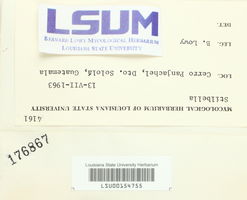 LSUM
BERNARD LOWY MYCOLOGICAL HERBARIUM
LOUISIANA STATE UNIVERSITY
4161
MYCOLOGICAL HERBARIUM OF LOUISIANA STATE UNIVERSITY
Stilbella
13-VII-1963
LOC: Cerro Panjachel, Dto. Sololá, Guatemala
LEG: B. Lowy
DET:
176867
Louisiana State University Herbarium
LSU00154755